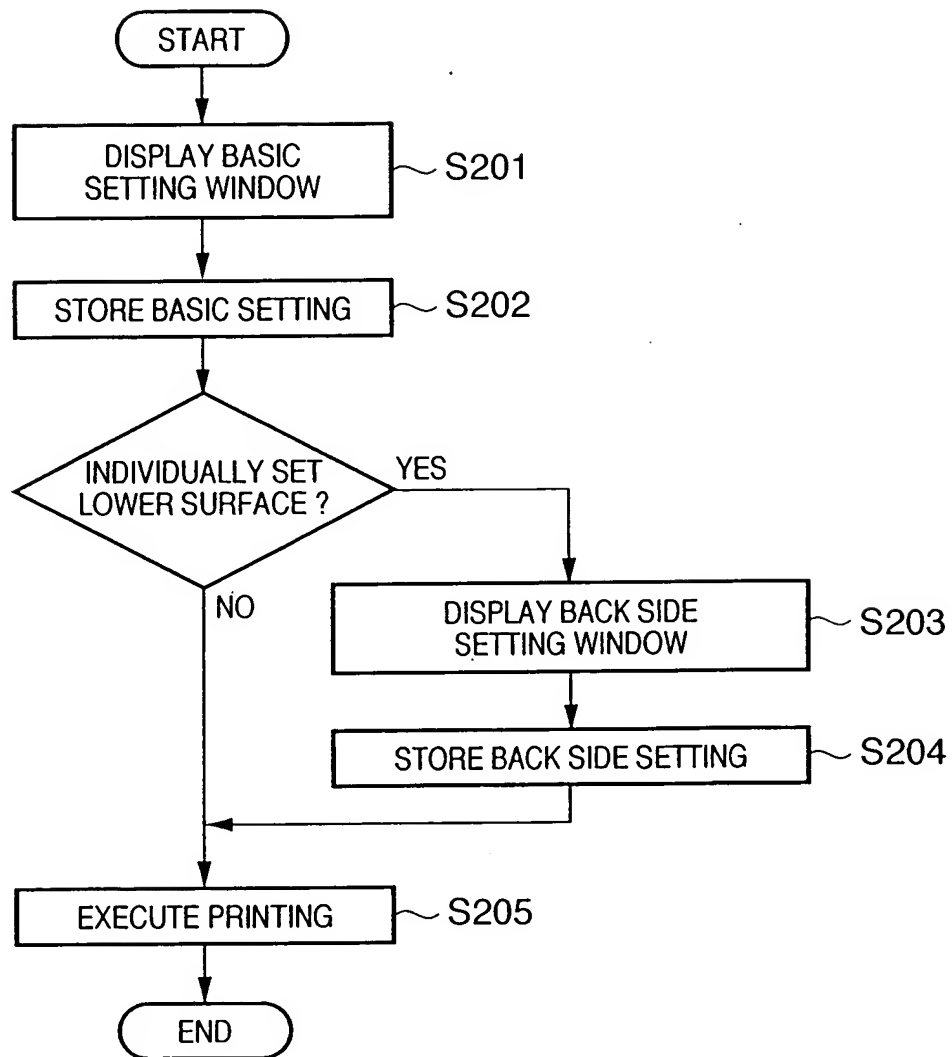 START
DISPLAY BASIC
SETTING WINDOW
S201
STORE BASIC SETTING
S202
INDIVIDUALLY SET
LOWER SURFACE ?
YES
NO
DISPLAY BACK SIDE
SETTING WINDOW
S203
STORE BACK SIDE SETTING
S204
EXECUTE PRINTING
S205
END